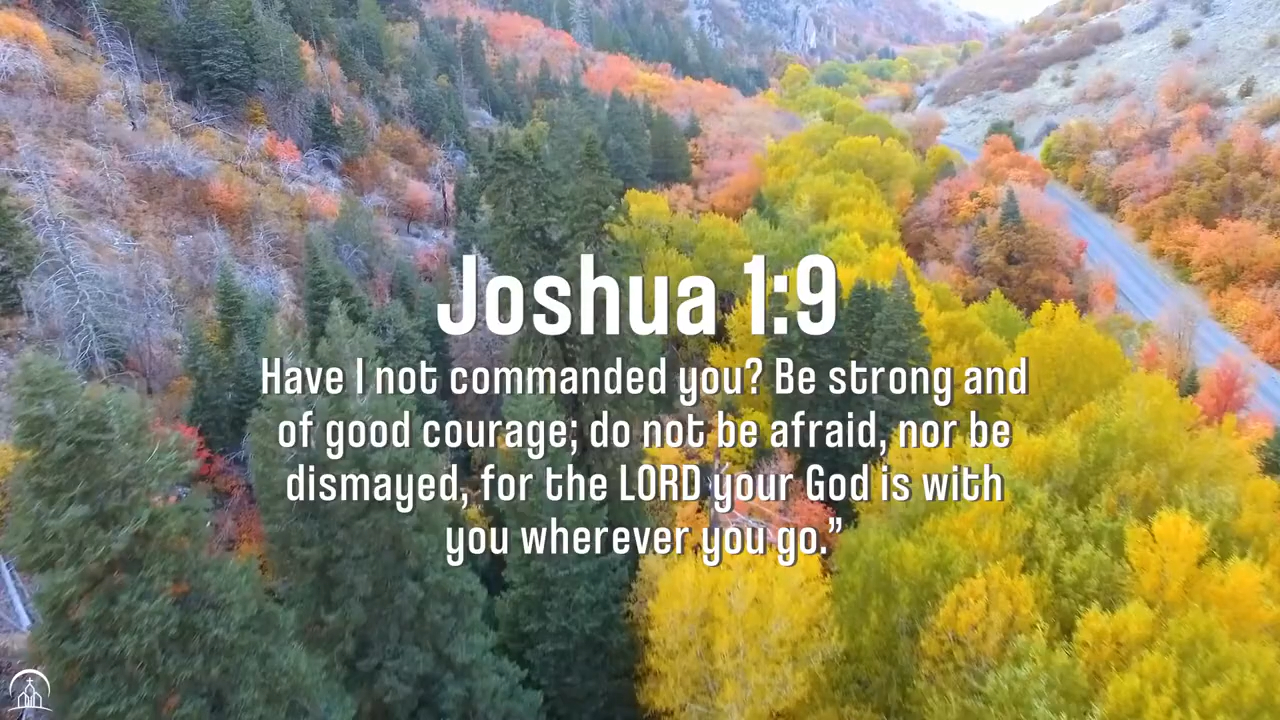 Joshua 1:9
Have I not commanded you? Be strong and
of good courage; do not be afraid, nor be
dismayed, for the LORD your God is with
you wherever you go.”